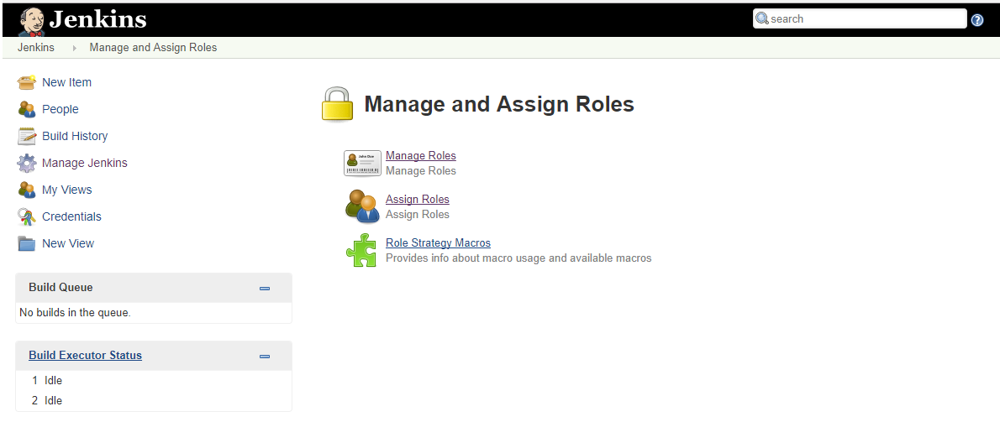 Jenkins
search
Jenkins Manage and Assign Roles
New Item
People
Build History
Manage Jenkins
My Views
Credentials
New View
Build Queue
No builds in the queue.
Build Executor Status
1 Idle
2 Idle
Manage and Assign Roles
John Doe
Manage Roles
Manage Roles
Assign Roles
Assign Roles
Role Strategy Macros
Provides info about macro usage and available macros